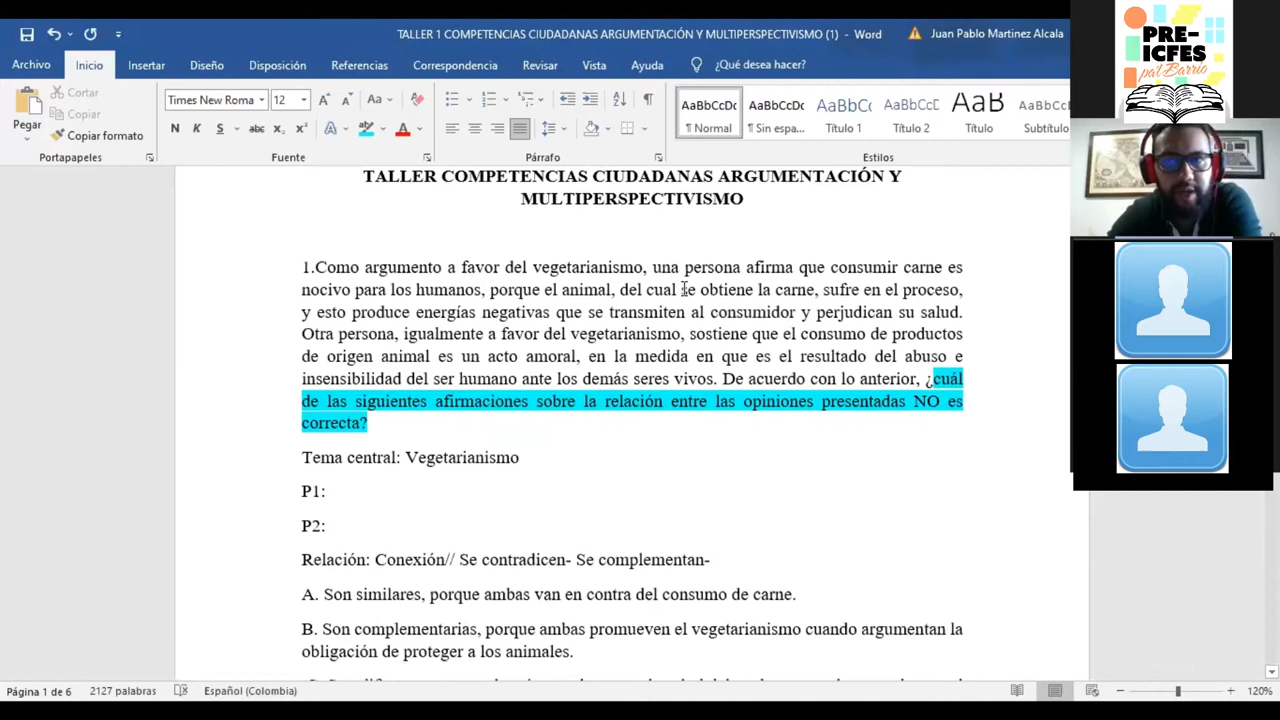 TALLER 1 COMPETENCIAS CIUDADANAS ARGUMENTACIÓN Y MULTIPERSPECTIVISMO (1) - Word
Juan Pablo Martinez Alcala
Archivo Inicio Insertar Diseño Disposición Referencias Correspondencia Revisar Vista Ayuda ¿Qué desea hacer?
Pegar
Cortar
Copiar
Copiar formato
Portapapeles
Times New Roma 12
N K S abc x₂ x²
Fuente
Párrafo
AaBbCcDc AaBbCcDc AaBbCc AaBbCcD AaB AaBbCcD
¶ Normal ¶ Sin espa... Título 1 Título 2 Título Subtítulo
Estilos
PRE-
ICFES
pa'l Barrio
TALLER COMPETENCIAS CIUDADANAS ARGUMENTACIÓN Y
MULTIPERSPECTIVISMO
1.Como argumento a favor del vegetarianismo, una persona afirma que consumir carne es
nocivo para los humanos, porque el animal, del cual se obtiene la carne, sufre en el proceso,
y esto produce energías negativas que se transmiten al consumidor y perjudican su salud.
Otra persona, igualmente a favor del vegetarianismo, sostiene que el consumo de productos
de origen animal es un acto amoral, en la medida en que es el resultado del abuso e
insensibilidad del ser humano ante los demás seres vivos. De acuerdo con lo anterior, ¿cuál
de las siguientes afirmaciones sobre la relación entre las opiniones presentadas NO es
correcta?
Tema central: Vegetarianismo
P1:
P2:
Relación: Conexión// Se contradicen- Se complementan-
A. Son similares, porque ambas van en contra del consumo de carne.
B. Son complementarias, porque ambas promueven el vegetarianismo cuando argumentan la
obligación de proteger a los animales.
Página 1 de 6 2127 palabras Español (Colombia) 120%